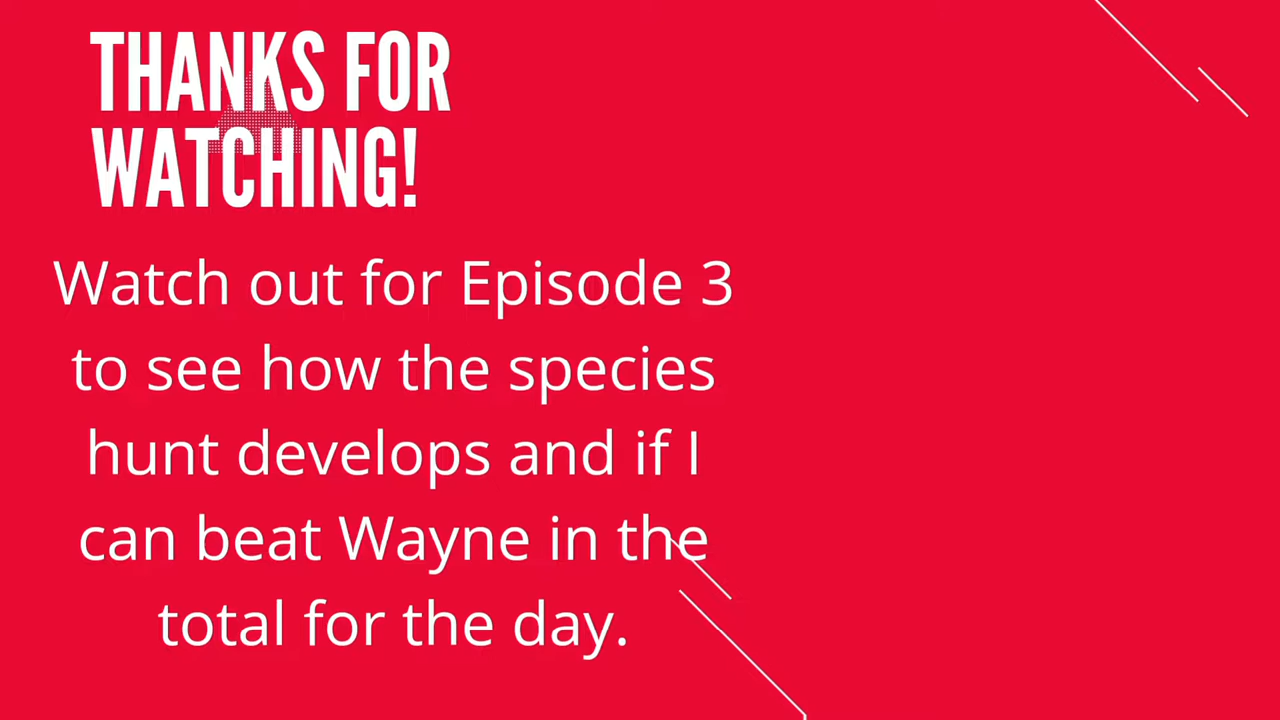 THANKS FOR
WATCHING!
Watch out for Episode 3
to see how the species
hunt develops and if I
can beat Wayne in the
total for the day.